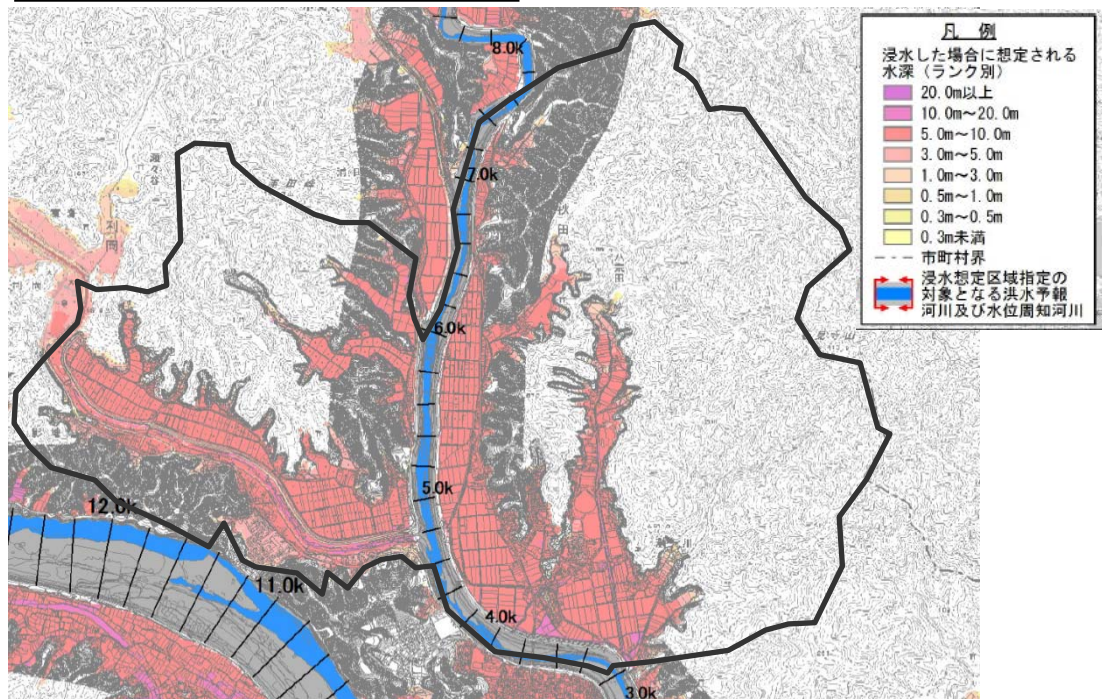 8.0k
7.0k
6.0k
5.0k
4.0k
3.0k
12.0k
11.0k
利岡
凡 例
浸水した場合に想定される
水深（ランク別）
20.0m以上
10.0m～20.0m
5.0m～10.0m
3.0m～5.0m
1.0m～3.0m
0.5m～1.0m
0.3m～0.5m
0.3m未満
市町村界
浸水想定区域指定の
対象となる洪水予報
河川及び水位周知河川